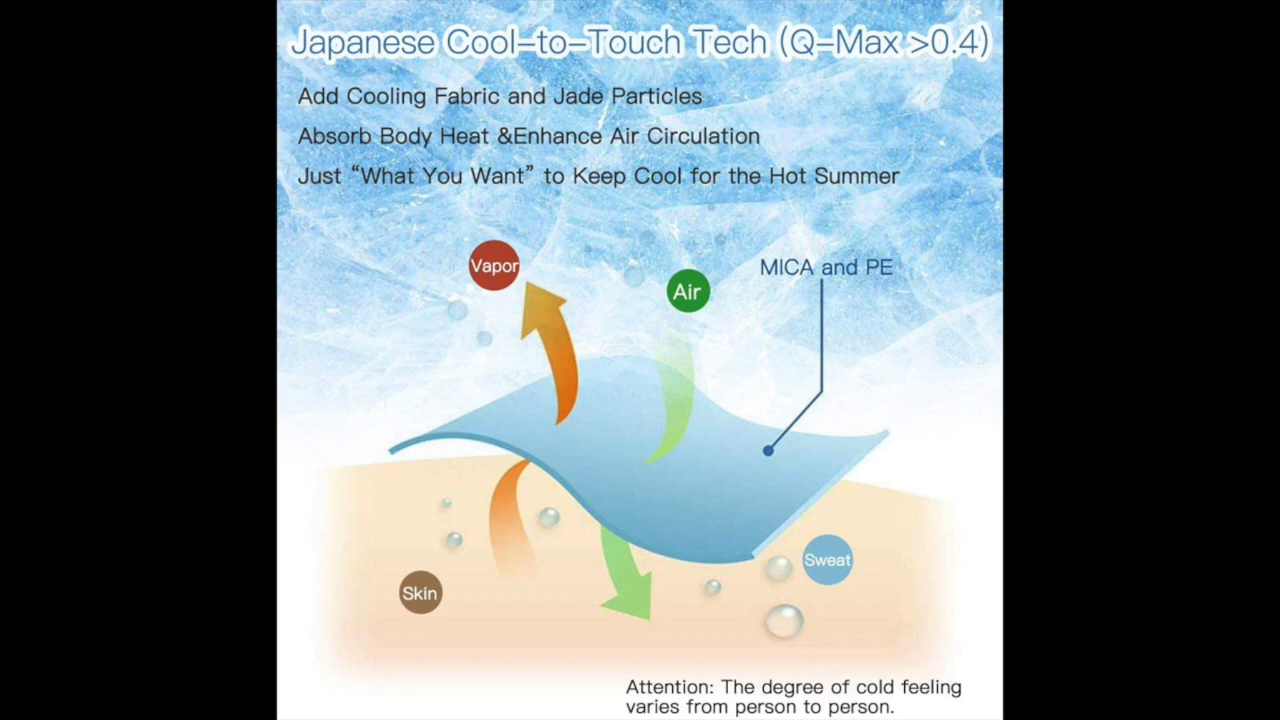 Japanese Cool-to-Touch Tech (Q-Max >0.4)
Add Cooling Fabric and Jade Particles
Absorb Body Heat &Enhance Air Circulation
Just “What You Want” to Keep Cool for the Hot Summer
Vapor
Air
MICA and PE
Sweat
Skin
Attention: The degree of cold feeling
varies from person to person.